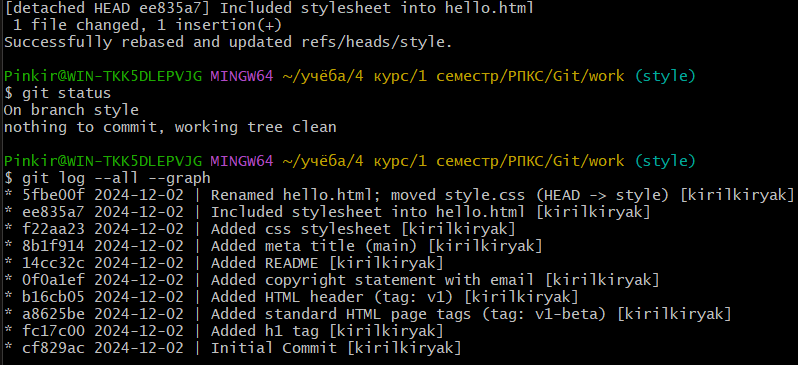 [detached HEAD ee835a7] Included stylesheet into hello.html
 1 file changed, 1 insertion(+)
Successfully rebased and updated refs/heads/style.
Pinkir@WIN-TKK5DLEPVJG MINGW64 ~/учёба/4 курс/1 семестр/РПКС/Git/work (style)
$ git status
On branch style
nothing to commit, working tree clean
Pinkir@WIN-TKK5DLEPVJG MINGW64 ~/учёба/4 курс/1 семестр/РПКС/Git/work (style)
$ git log --all --graph
* 5fbe00f 2024-12-02 | Renamed hello.html; moved style.css (HEAD -> style) [kirilkiryak]
* ee835a7 2024-12-02 | Included stylesheet into hello.html [kirilkiryak]
* f22aa23 2024-12-02 | Added css stylesheet [kirilkiryak]
* 8b1f914 2024-12-02 | Added meta title (main) [kirilkiryak]
* 14cc32c 2024-12-02 | Added README [kirilkiryak]
* 0f0a1ef 2024-12-02 | Added copyright statement with email [kirilkiryak]
* b16cb05 2024-12-02 | Added HTML header (tag: v1) [kirilkiryak]
* a8625be 2024-12-02 | Added standard HTML page tags (tag: v1-beta) [kirilkiryak]
* fc17c00 2024-12-02 | Added h1 tag [kirilkiryak]
* cf829ac 2024-12-02 | Initial Commit [kirilkiryak]